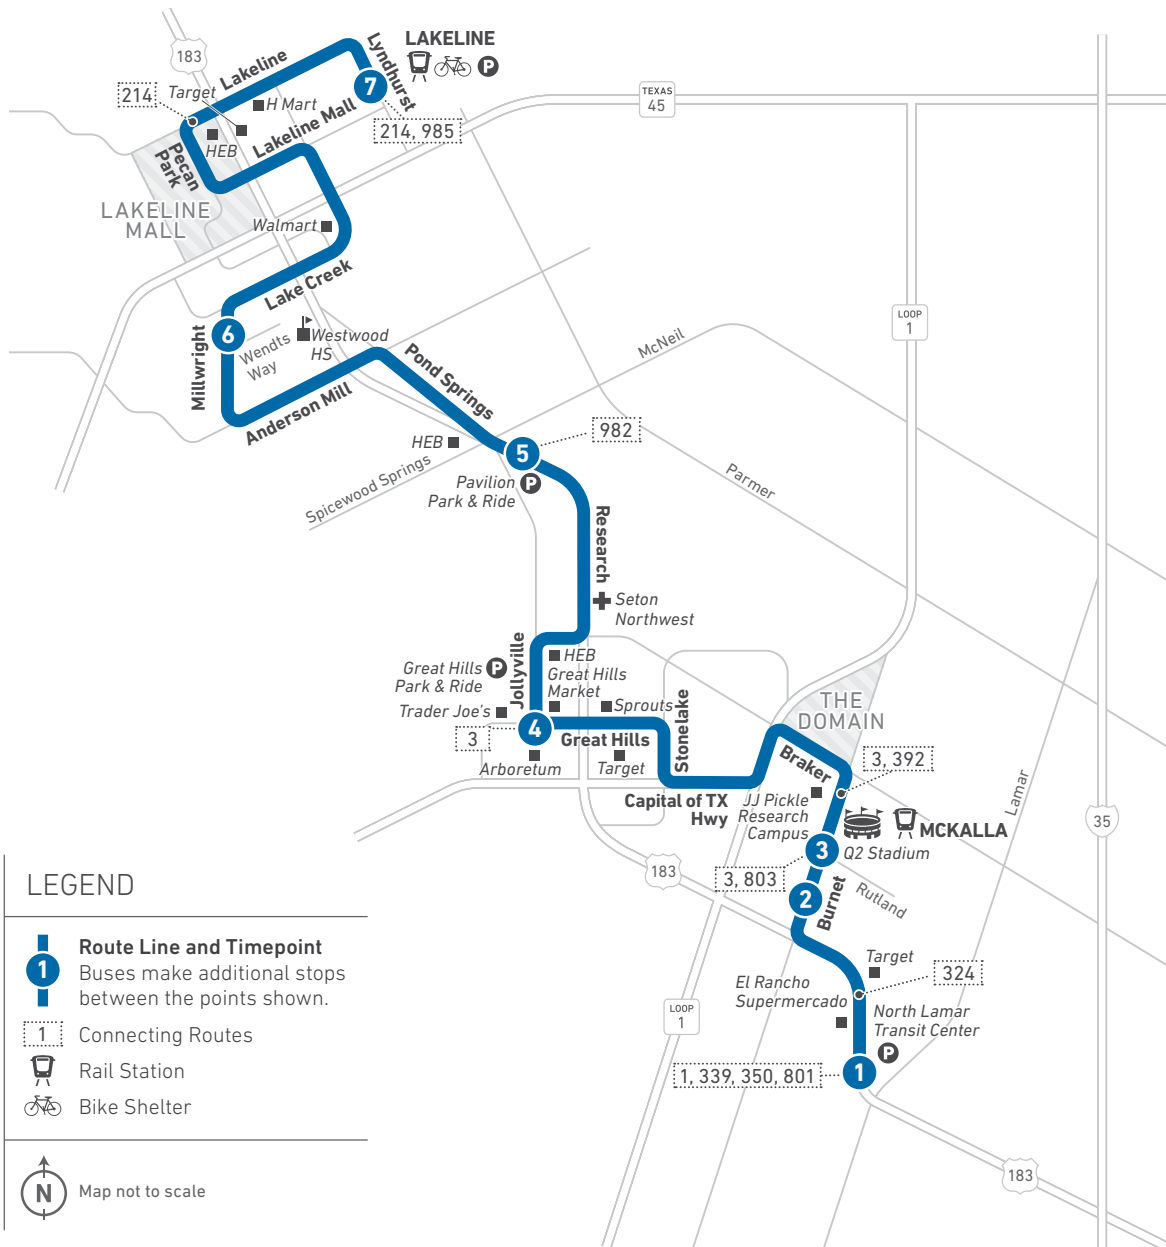 LAKELINE
183
Lakeline
Lyndhurst
7
214
Target
H Mart
Lakeline Mall
214, 985
TEXAS
45
HEB
Pecan
Park
LAKELINE
MALL
Walmart
Lake Creek
6
Millwright
Wendts
Way
Westwood
HS
Anderson Mill
Pond Springs
McNeil
LOOP
1
HEB
5
982
Spicewood Springs
Pavilion
Park & Ride
P
Parmer
Research
Seton
Northwest
Jollyville
HEB
Great Hills
Park & Ride
P
Great Hills
Market
Trader Joe's
Sprouts
Stonelake
3
4
Great Hills
Arboretum
Target
THE
DOMAIN
Braker
3, 392
Capital of TX
Hwy
JJ Pickle
Research
Campus
MCKALLA
Lamar
35
3
Q2 Stadium
183
3, 803
2
Burnet
Rutland
Target
324
El Rancho
Supermercado
North Lamar
Transit Center
P
LOOP
1
1, 339, 350, 801
1
183
P
LEGEND
1
Route Line and Timepoint
Buses make additional stops
between the points shown.
1
Connecting Routes
Rail Station
Bike Shelter
N
Map not to scale